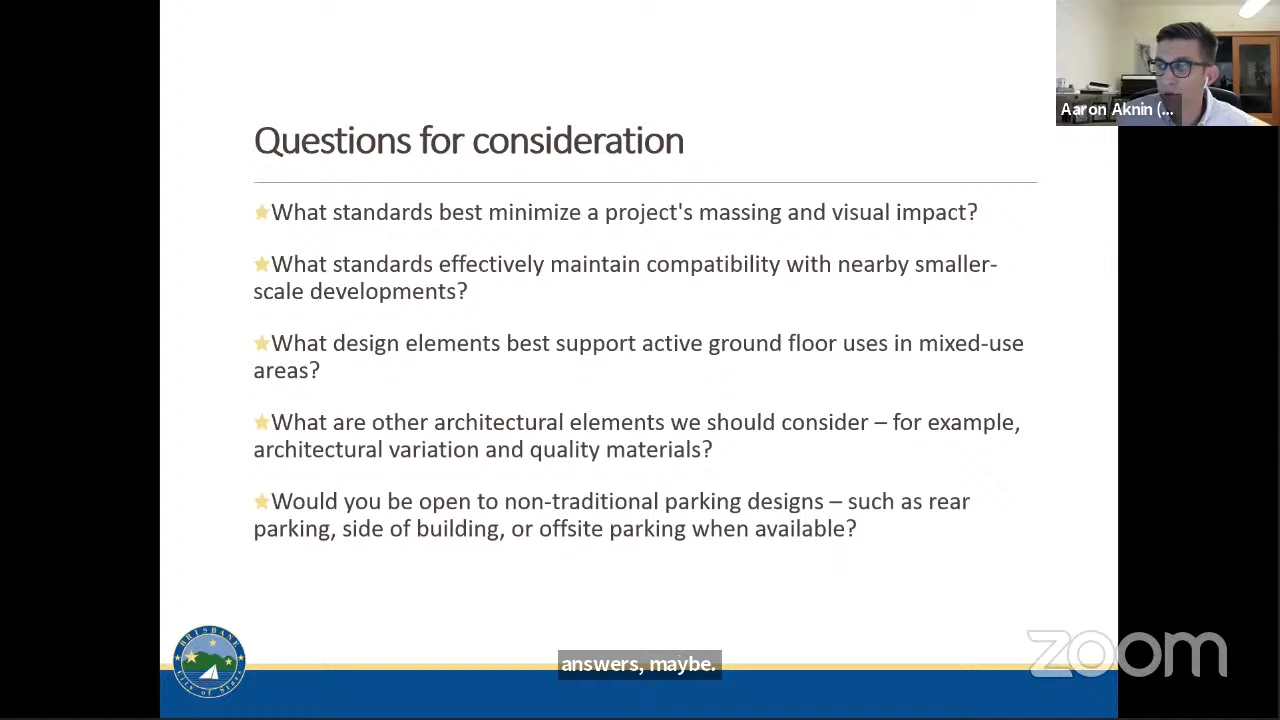 Aaron Aknin (...
Questions for consideration
What standards best minimize a project's massing and visual impact?
What standards effectively maintain compatibility with nearby smaller-
scale developments?
What design elements best support active ground floor uses in mixed-use
areas?
What are other architectural elements we should consider – for example,
architectural variation and quality materials?
Would you be open to non-traditional parking designs – such as rear
parking, side of building, or offsite parking when available?
BRISBANE
City of Stars
answers, maybe.
zoom